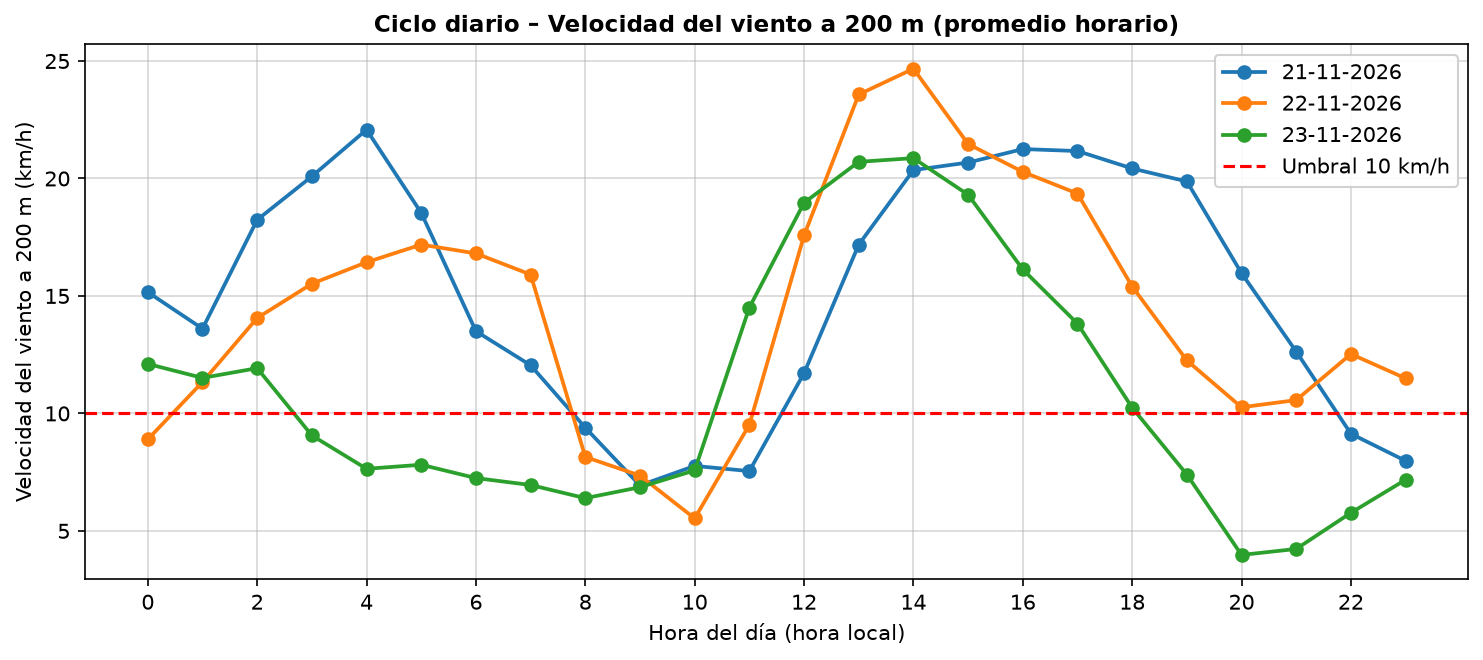 Ciclo diario – Velocidad del viento a 200 m (promedio horario)
Velocidad del viento a 200 m (km/h)
25
20
15
10
5
21-11-2026
22-11-2026
23-11-2026
Umbral 10 km/h
0 2 4 6 8 10 12 14 16 18 20 22
Hora del día (hora local)